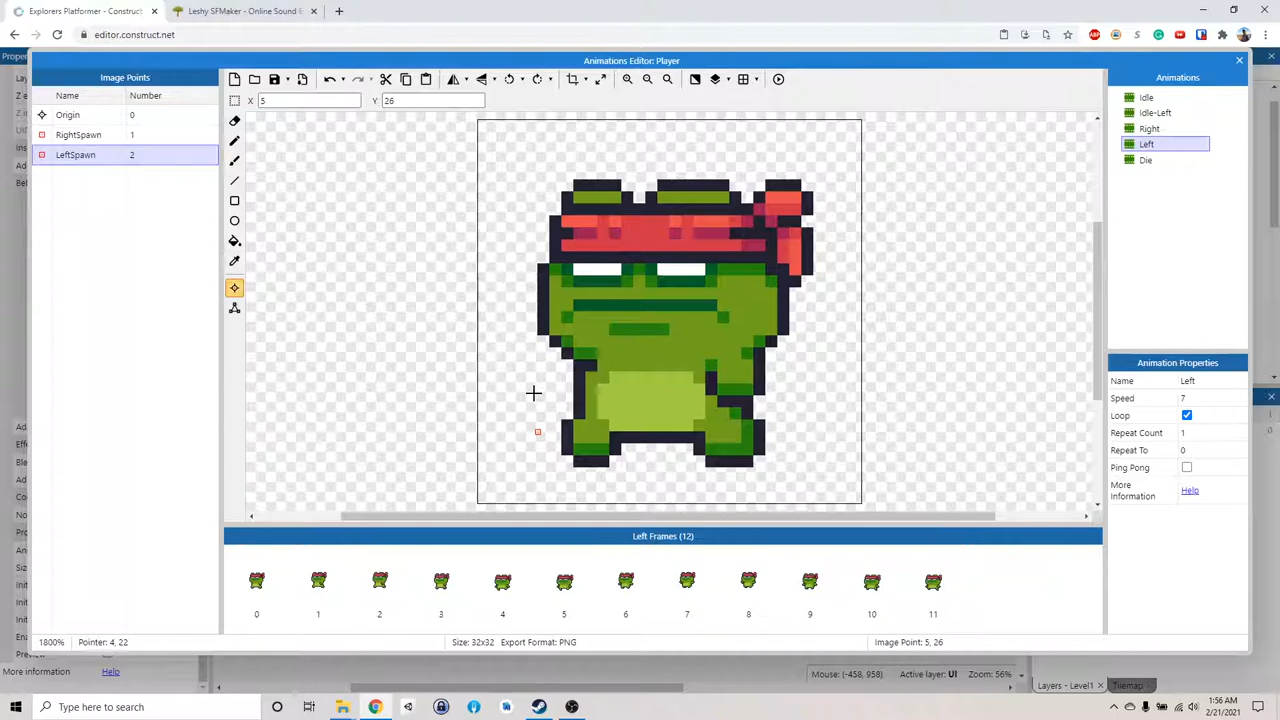 Explorers Platformer - Construct
Leshy SFMaker - Online Sound E
editor.construct.net
Animations Editor: Player
Image Points
Name Number
Origin 0
RightSpawn 1
LeftSpawn 2
X 5 Y 26
Animations
Idle
Idle-Left
Right
Left
Die
Animation Properties
Name Left
Speed 7
Loop
Repeat Count 1
Repeat To 0
Ping Pong
More Information Help
Left Frames (12)
0 1 2 3 4 5 6 7 8 9 10 11
1800% Pointer: 4, 22 Size: 32x32 Export Format: PNG Image Point: 5, 26
More information Help
Mouse: (-458, 958) Active layer: UI Zoom: 56%
Layers - Level1 Tilemap
Type here to search
1:56 AM
2/21/2021